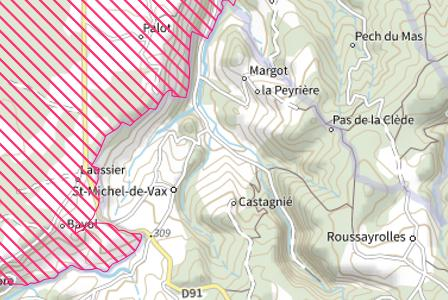 Palot
Pech du Mas
Margot
la Peyrière
Pas de la Clède
Laussier
St-Michel-de-Vax
Castagnié
Bayol
309
Roussayrolles
D91